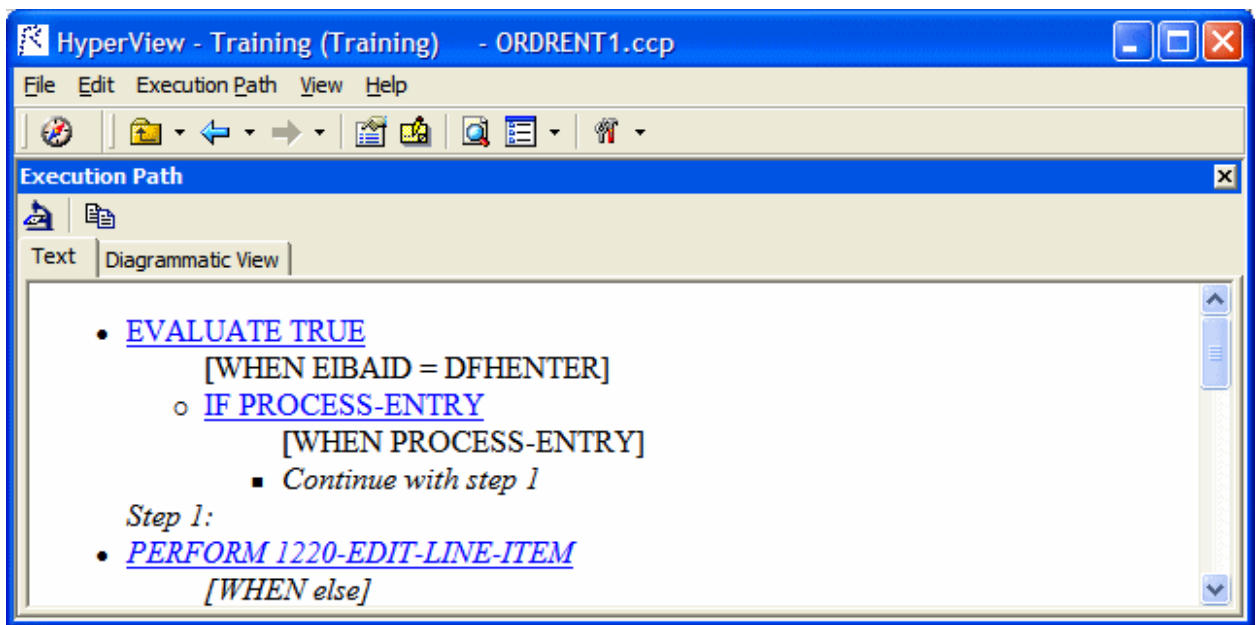 HyperView - Training (Training) - ORDRENT1.ccp
File Edit Execution Path View Help
Execution Path
Text Diagrammatic View
• EVALUATE TRUE
[WHEN EIBAID = DFHENTER]
o IF PROCESS-ENTRY
[WHEN PROCESS-ENTRY]
▪ Continue with step 1
Step 1:
• PERFORM 1220-EDIT-LINE-ITEM
[WHEN else]